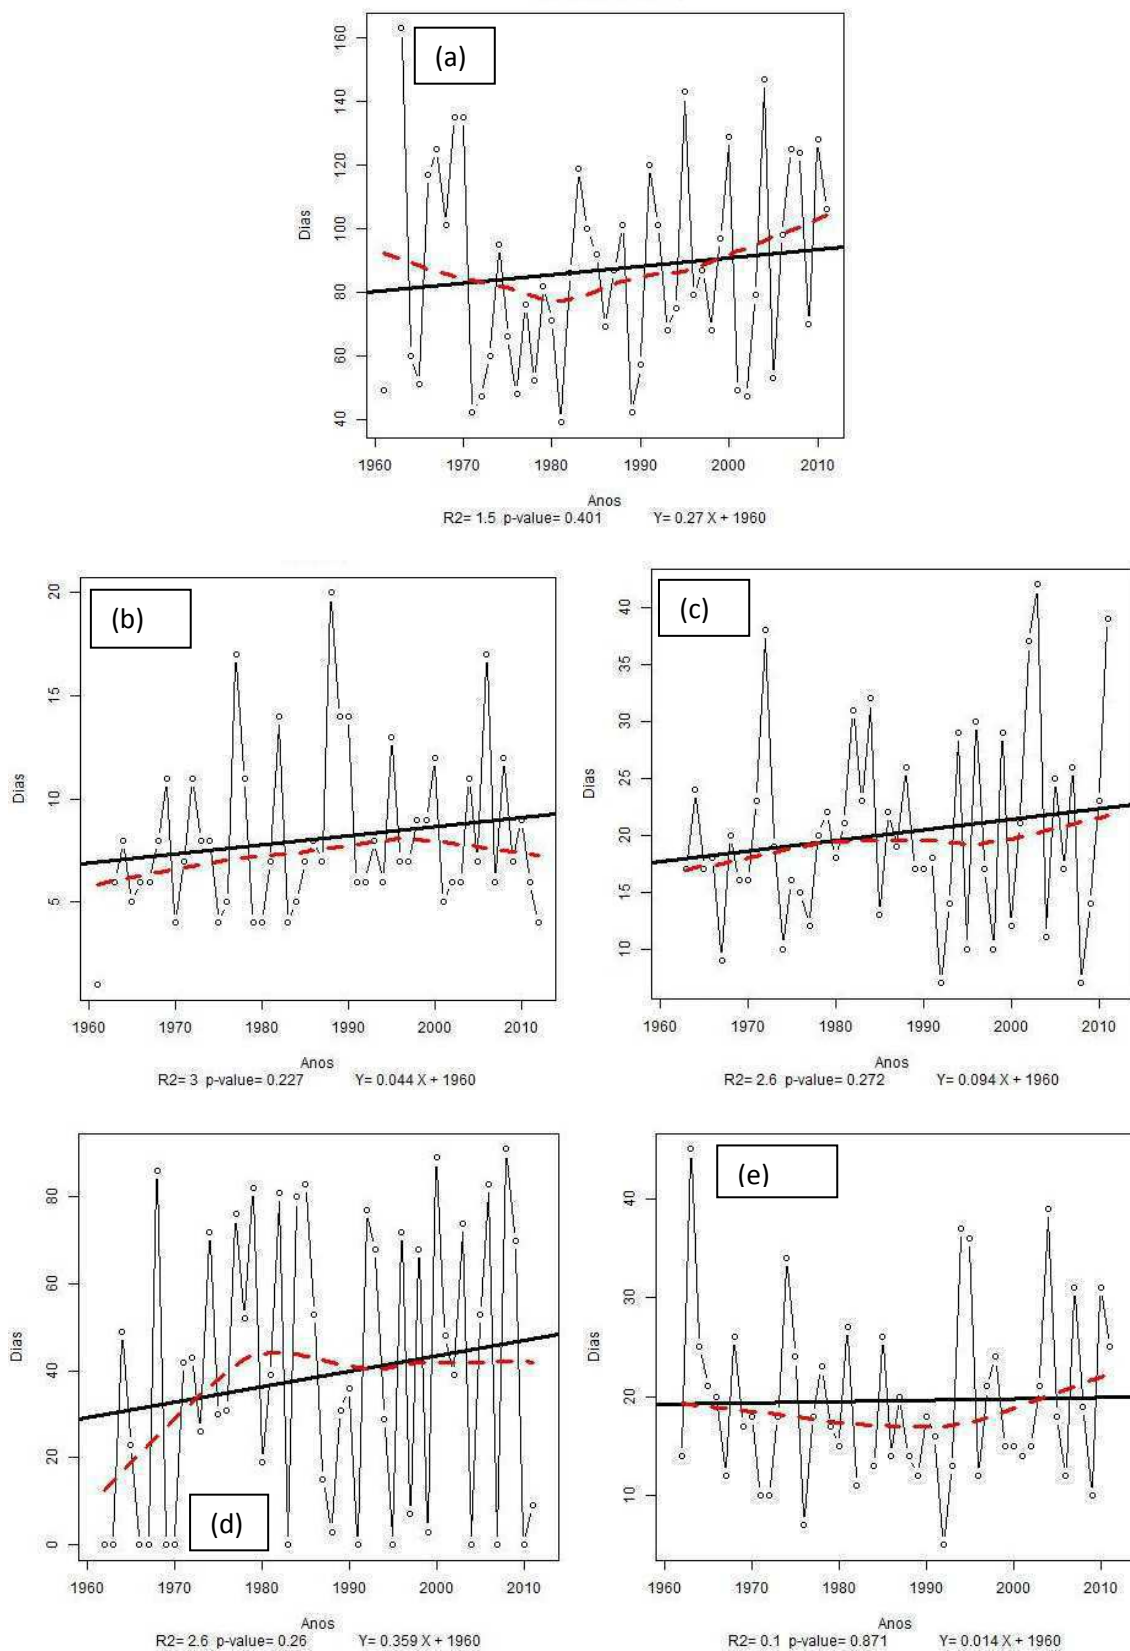 (a)
160
140
120
100
80
60
40
Dias
1960 1970 1980 1990 2000 2010
Anos
R2= 1.5 p-value= 0.401 Y= 0.27 X + 1960
(b)
20
15
10
5
Dias
1960 1970 1980 1990 2000 2010
Anos
R2= 3 p-value= 0.227 Y= 0.044 X + 1960
(c)
40
35
30
25
20
15
10
Dias
1960 1970 1980 1990 2000 2010
Anos
R2= 2.6 p-value= 0.272 Y= 0.094 X + 1960
(d)
80
60
40
20
0
Dias
1960 1970 1980 1990 2000 2010
Anos
R2= 2.6 p-value= 0.26 Y= 0.359 X + 1960
(e)
40
30
20
10
Dias
1960 1970 1980 1990 2000 2010
Anos
R2= 0.1 p-value= 0.871 Y= 0.014 X + 1960